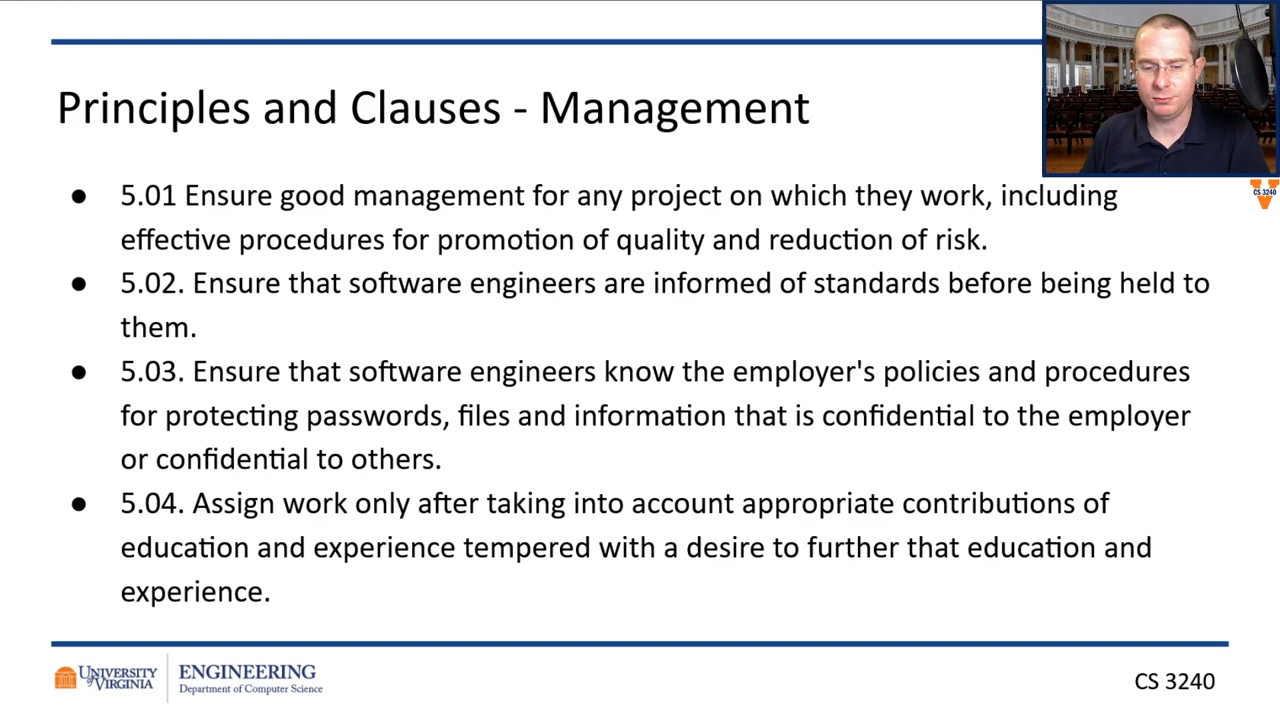 Principles and Clauses - Management
CS 3240
● 5.01 Ensure good management for any project on which they work, including
effective procedures for promotion of quality and reduction of risk.
● 5.02. Ensure that software engineers are informed of standards before being held to
them.
● 5.03. Ensure that software engineers know the employer's policies and procedures
for protecting passwords, files and information that is confidential to the employer
or confidential to others.
● 5.04. Assign work only after taking into account appropriate contributions of
education and experience tempered with a desire to further that education and
experience.
UNIVERSITY
of VIRGINIA
ENGINEERING
Department of Computer Science
CS 3240